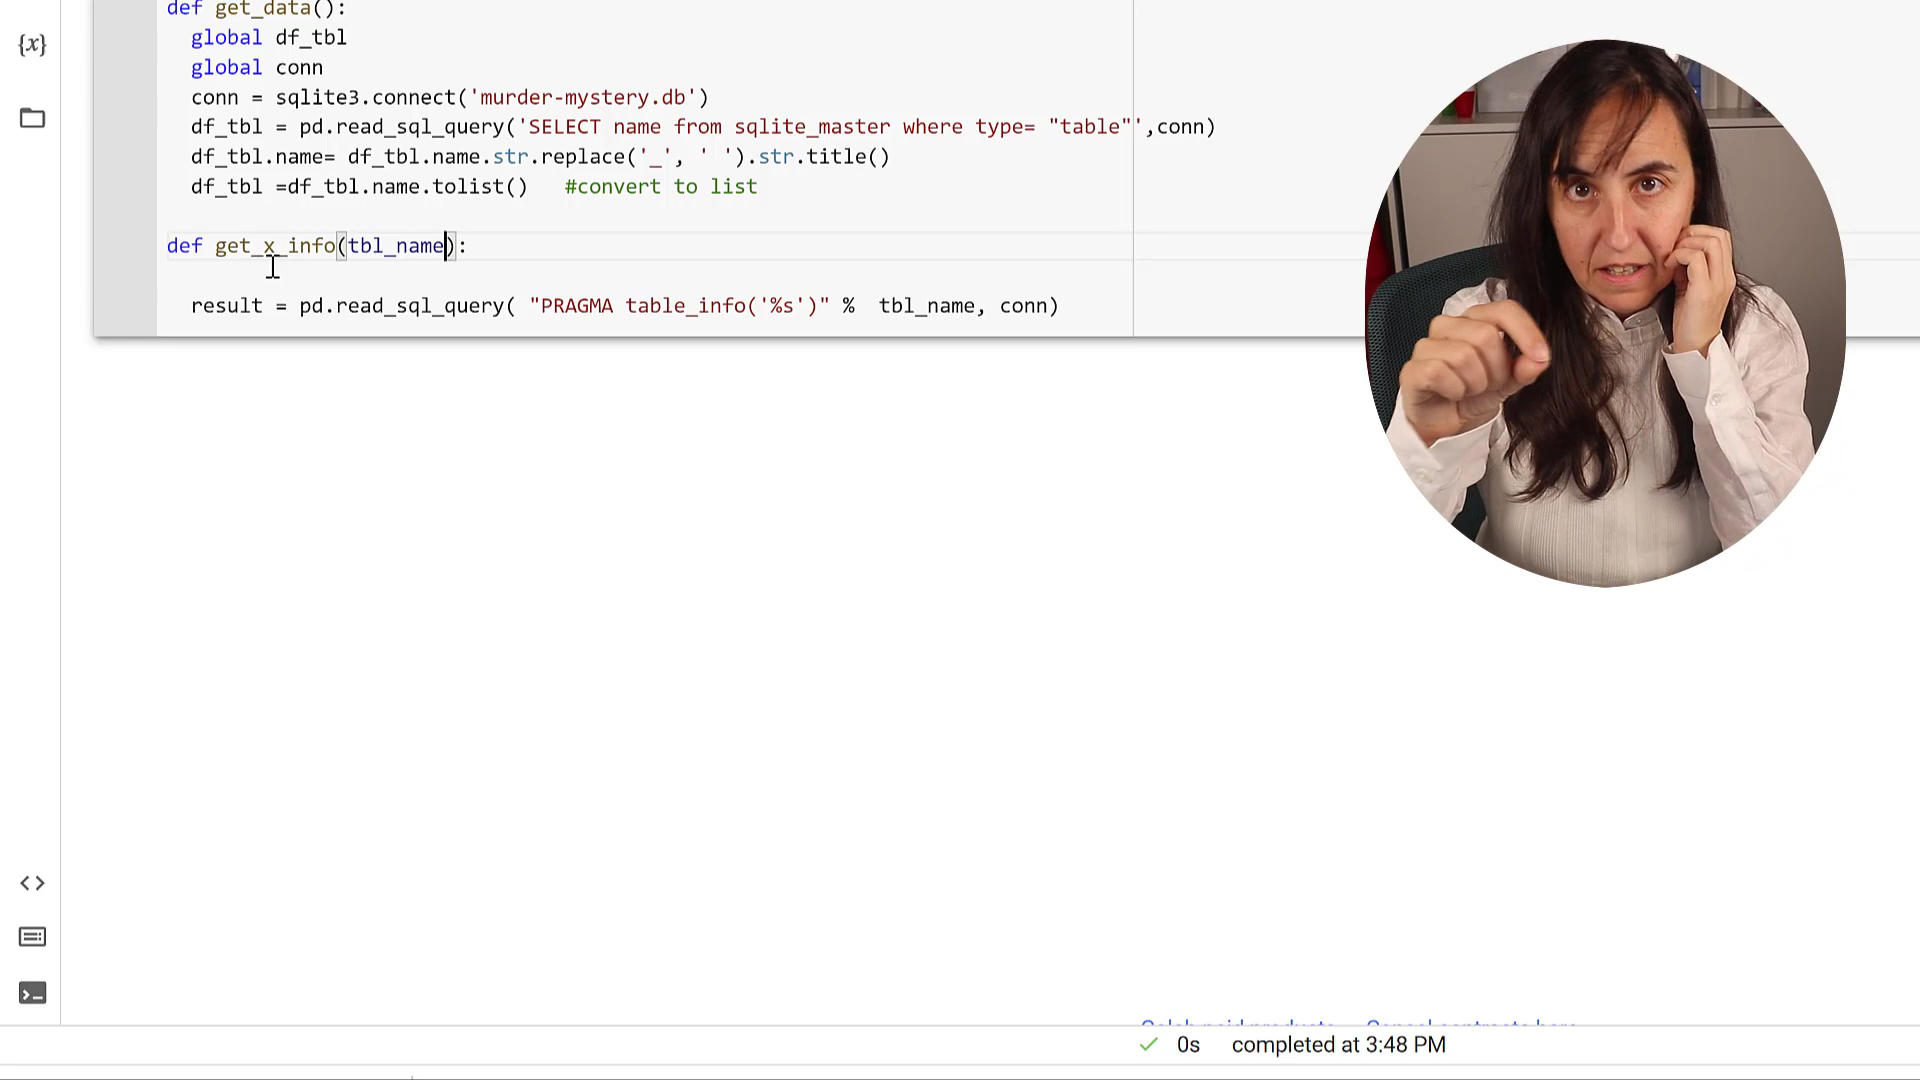 def get_data():
{x}
global df_tbl
global conn
conn = sqlite3.connect('murder-mystery.db')
df_tbl = pd.read_sql_query('SELECT name from sqlite_master where type= "table"',conn)
df_tbl.name= df_tbl.name.str.replace('_', ' ').str.title()
df_tbl =df_tbl.name.tolist()   #convert to list
def get_x_info(tbl_name):
result = pd.read_sql_query( "PRAGMA table_info('%s')" %  tbl_name, conn)
0s completed at 3:48 PM